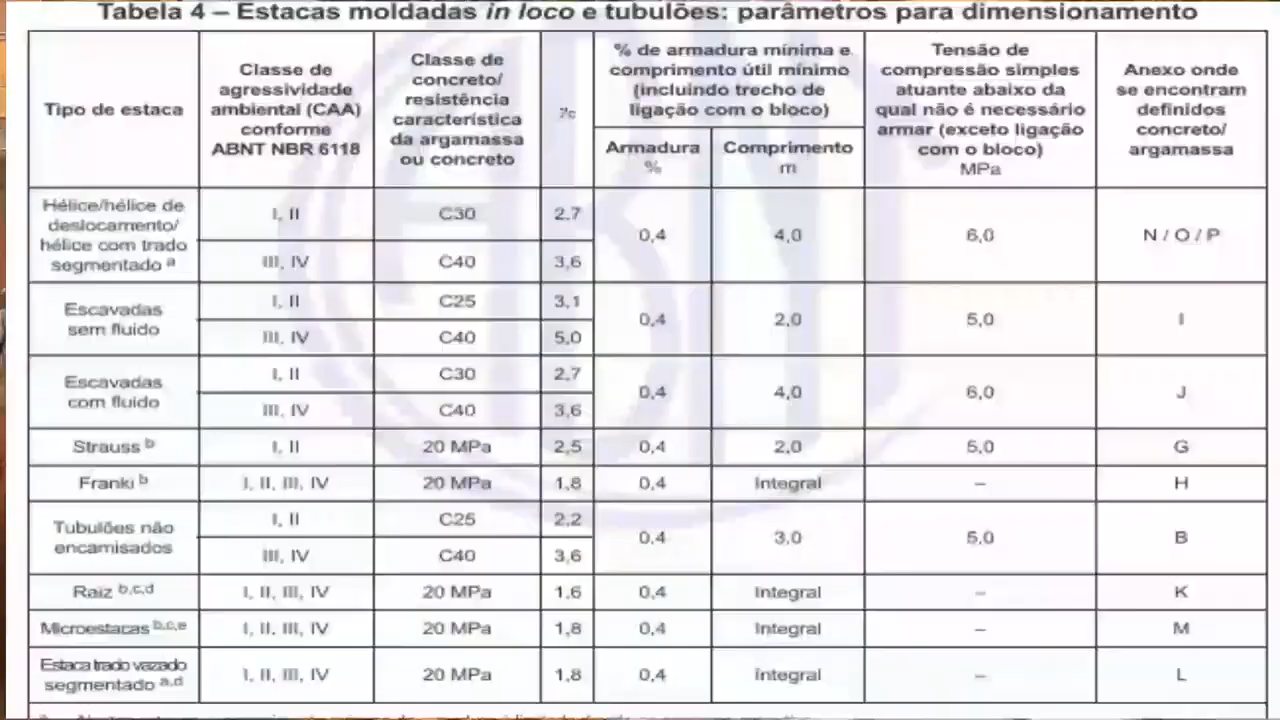 Tabela 4 – Estacas moldadas in loco e tubulões: parâmetros para dimensionamento
Tipo de estaca
Classe de
agressividade
ambiental (CAA)
conforme
ABNT NBR 6118
Classe de
concreto/
resistência
característica
da argamassa
ou concreto
γc
% de armadura mínima e
comprimento útil mínimo
(incluindo trecho de
ligação com o bloco)
Armadura
%
Comprimento
m
Tensão de
compressão simples
atuante abaixo da
qual não é necessário
armar (exceto ligação
com o bloco)
MPa
Anexo onde
se encontram
definidos
concreto/
argamassa
Hélice/hélice de
deslocamento/
hélice com trado
segmentado a
I, II C30 2,7
III, IV C40 3,6
0,4 4,0 6,0 N / O / P
Escavadas
sem fluido
I, II C25 3,1
III, IV C40 5,0
0,4 2,0 5,0 I
Escavadas
com fluido
I, II C30 2,7
III, IV C40 3,6
0,4 4,0 6,0 J
Strauss b I, II 20 MPa 2,5 0,4 2,0 5,0 G
Franki b I, II, III, IV 20 MPa 1,8 0,4 Integral – H
Tubulões não
encamisados
I, II C25 2,2
III, IV C40 3,6
0,4 3,0 5,0 B
Raiz b,c,d I, II, III, IV 20 MPa 1,6 0,4 Integral – K
Microestacas b,c,e I, II, III, IV 20 MPa 1,8 0,4 Integral – M
Estaca trado vazado
segmentado a,d
I, II, III, IV 20 MPa 1,8 0,4 Integral – L